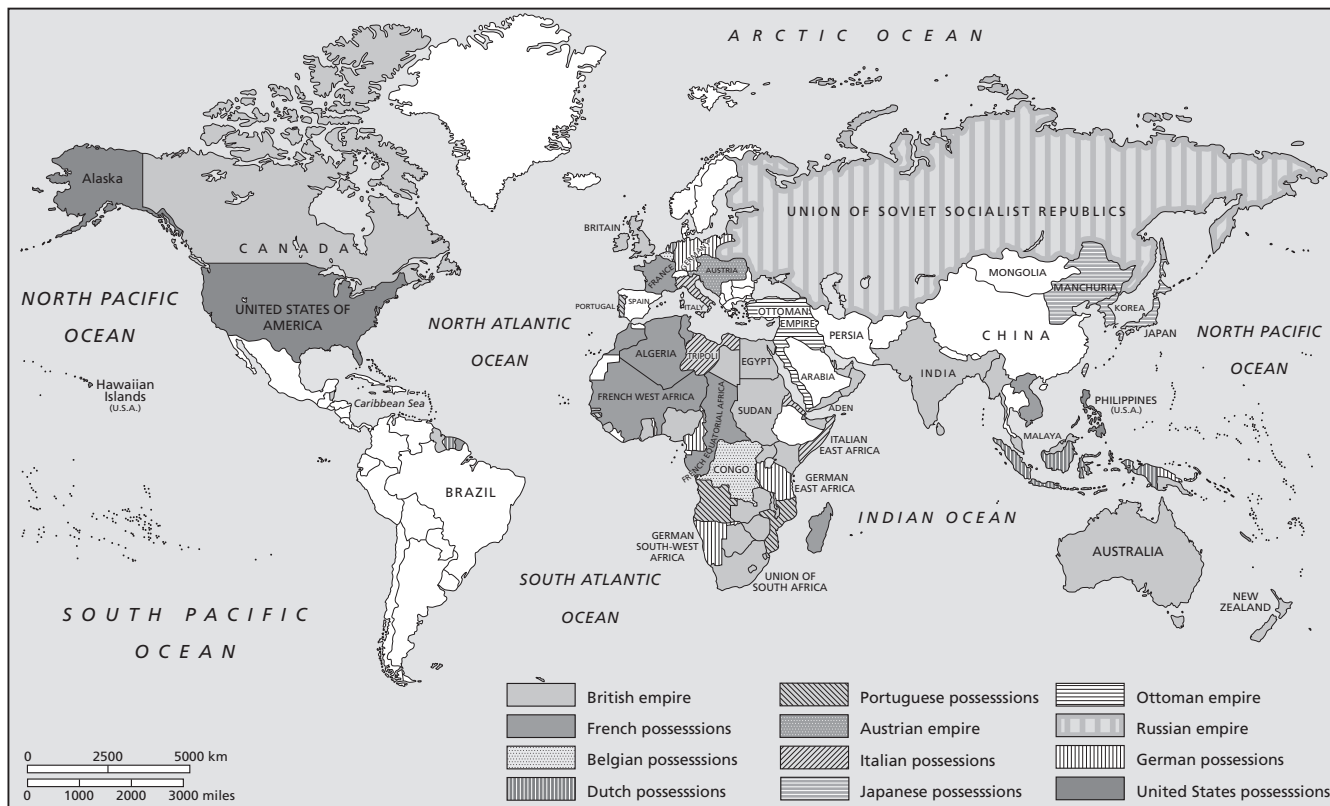 ARCTIC OCEAN
Alaska
CANADA
UNION OF SOVIET SOCIALIST REPUBLICS
BRITAIN
FRANCE
AUSTRIA
MONGOLIA
MANCHURIA
NORTH PACIFIC
OCEAN
UNITED STATES OF
AMERICA
PORTUGAL
SPAIN
ITALY
OTTOMAN
EMPIRE
PERSIA
CHINA
KOREA
JAPAN
NORTH PACIFIC
OCEAN
NORTH ATLANTIC
OCEAN
ALGERIA
TRIPOLI
EGYPT
ARABIA
INDIA
Hawaiian
Islands
(U.S.A.)
Caribbean Sea
FRENCH WEST AFRICA
FRENCH EQUATORIAL AFRICA
SUDAN
ADEN
PHILIPPINES
(U.S.A.)
MALAYA
ITALIAN
EAST AFRICA
CONGO
GERMAN
EAST AFRICA
BRAZIL
INDIAN OCEAN
GERMAN
SOUTH-WEST
AFRICA
UNION OF
SOUTH AFRICA
AUSTRALIA
NEW
ZEALAND
SOUTH ATLANTIC
OCEAN
SOUTH PACIFIC
OCEAN
British empire
French possesssions
Belgian possesssions
Dutch possesssions
Portuguese possesssions
Austrian empire
Italian possessions
Japanese possessions
Ottoman empire
Russian empire
German possessions
United States possessions
0 2500 5000 km
0 1000 2000 3000 miles